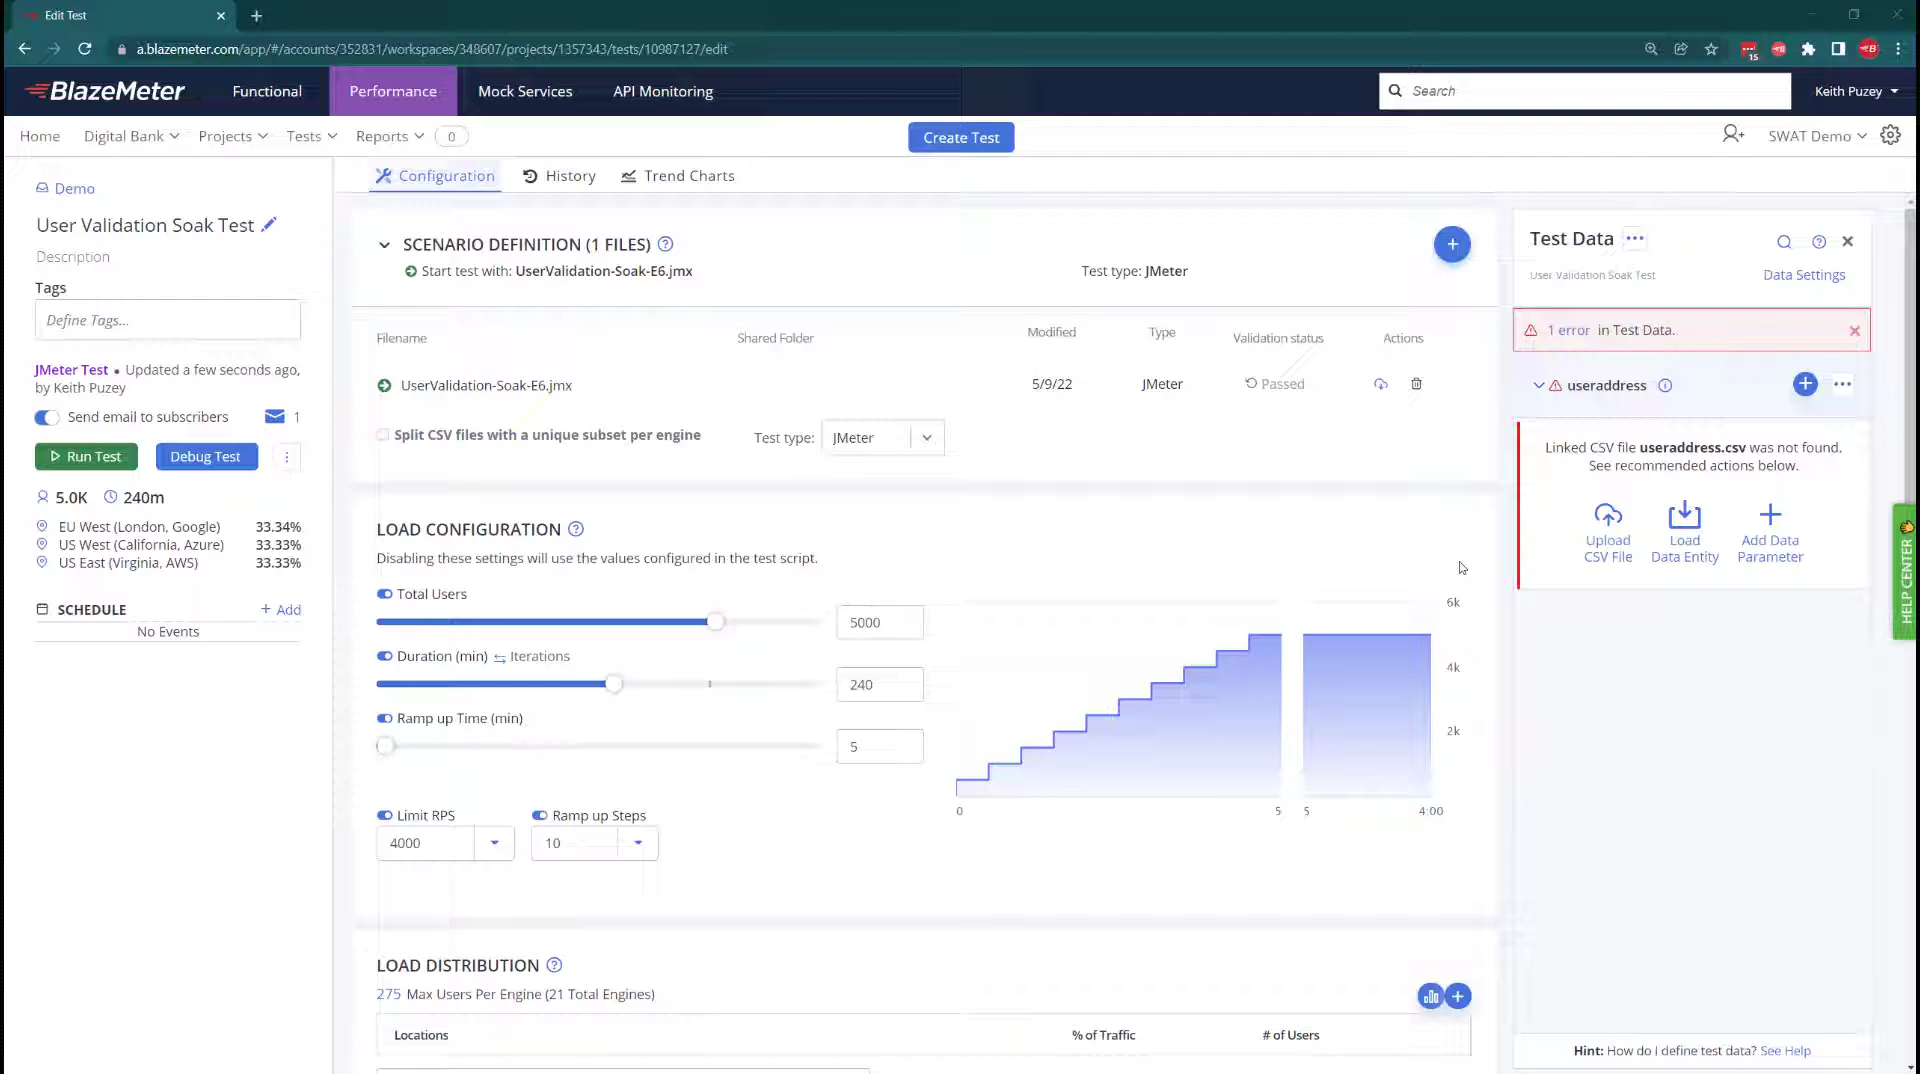 Edit Test
a.blazemeter.com/app/#/accounts/352831/workspaces/348607/projects/1357343/tests/10987127/edit
15
BlazeMeter
Functional
Performance
Mock Services
API Monitoring
Search
Keith Puzey
Home
Digital Bank
Projects
Tests
Reports
0
Create Test
SWAT Demo
Demo
User Validation Soak Test
Description
Tags
Define Tags...
JMeter Test • Updated a few seconds ago,
by Keith Puzey
Send email to subscribers
1
Run Test
Debug Test
5.0K
240m
EU West (London, Google) 33.34%
US West (California, Azure) 33.33%
US East (Virginia, AWS) 33.33%
SCHEDULE
+ Add
No Events
Configuration
History
Trend Charts
SCENARIO DEFINITION (1 FILES)
Start test with: UserValidation-Soak-E6.jmx
Test type: JMeter
Filename
Shared Folder
Modified
Type
Validation status
Actions
UserValidation-Soak-E6.jmx
5/9/22
JMeter
Passed
Split CSV files with a unique subset per engine
Test type:
JMeter
LOAD CONFIGURATION
Disabling these settings will use the values configured in the test script.
Total Users
5000
Duration (min)
Iterations
240
Ramp up Time (min)
5
Limit RPS
Ramp up Steps
4000
10
6k
4k
2k
0
5
5
4:00
LOAD DISTRIBUTION
275 Max Users Per Engine (21 Total Engines)
Locations
% of Traffic
# of Users
Test Data
User Validation Soak Test
Data Settings
1 error in Test Data.
useraddress
Linked CSV file useraddress.csv was not found.
See recommended actions below.
Upload
CSV File
Load
Data Entity
Add Data
Parameter
HELP CENTER
Hint: How do I define test data? See Help